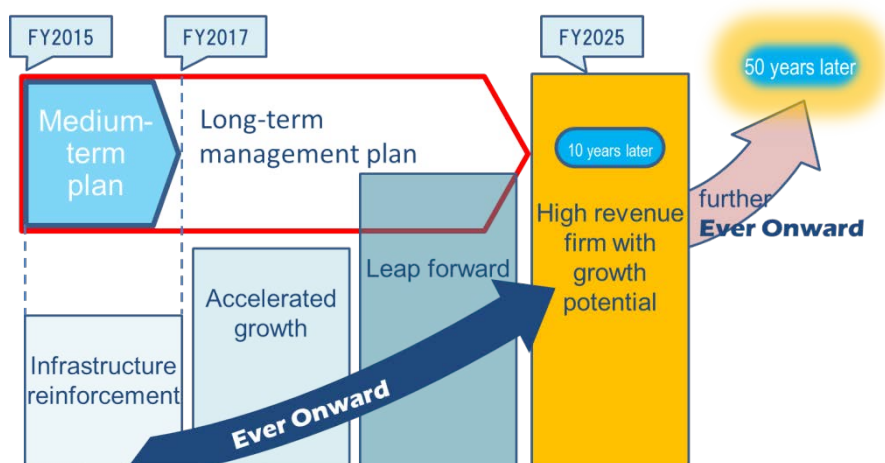 FY2015
FY2017
FY2025
50 years later
Medium-
term
plan
Long-term
management plan
10 years later
further
Ever Onward
High revenue
firm with
growth
potential
Leap forward
Accelerated
growth
Infrastructure
reinforcement
Ever Onward